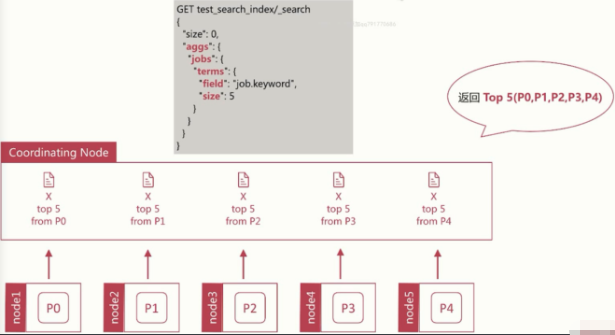 GET test_search_index/_search
{
"size": 0,
"aggs": {
"jobs": {
"terms": {
"field": "job.keyword",
"size": 5
}
}
}
}
返回 Top 5(P0,P1,P2,P3,P4)
Coordinating Node
X
top 5
from P0
X
top 5
from P1
X
top 5
from P2
X
top 5
from P3
X
top 5
from P4
node1
P0
node2
P1
node3
P2
node4
P3
node5
P4